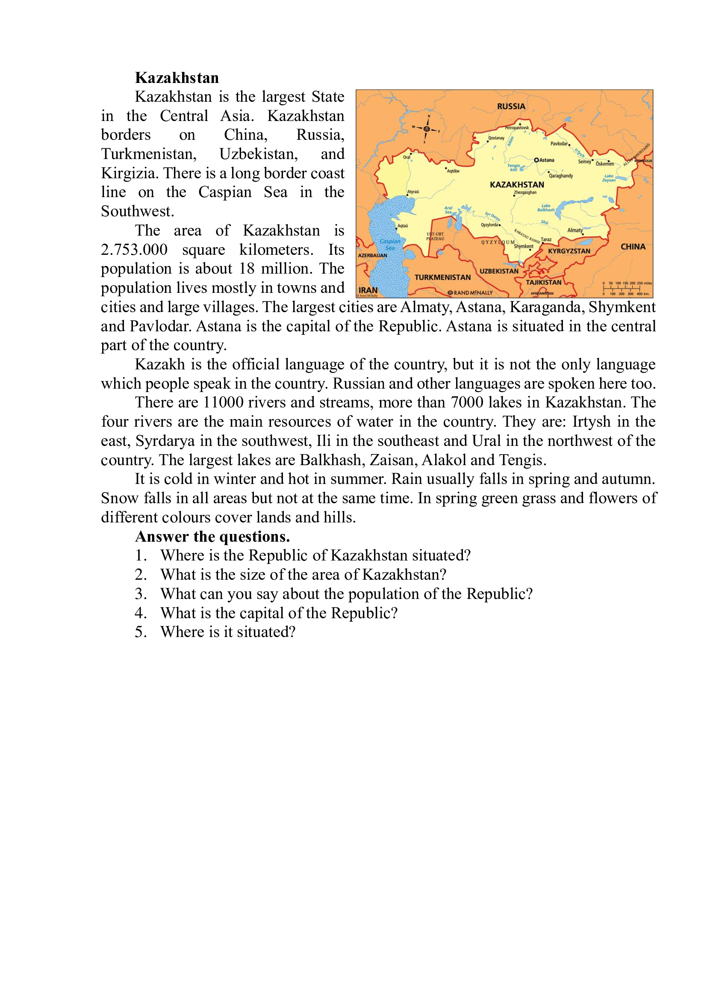 Kazakhstan
Kazakhstan is the largest State
in the Central Asia. Kazakhstan
borders on China, Russia,
Turkmenistan, Uzbekistan, and
Kirgizia. There is a long border coast
line on the Caspian Sea in the
Southwest.
The area of Kazakhstan is
2.753.000 square kilometers. Its
population is about 18 million. The
population lives mostly in towns and
RUSSIA
N
W
E
S
Petropavlovsk
Qostanay
Ishim
Pavlodar
Irtysh
ALTAY MOUNTAINS
MONGOLIA
Oral
Astana
Semey
Öskemen
Tengiz
köli
Aqtöbe
Qaraghandy
Lake
Zaysan
KAZAKHSTAN
Zhezqazghan
Atyraū
Aral
Sea
Lake
Balkhash
Syr Darya
Shū
Aqtaū
Qyzylorda
KARATAU RANGE
Almaty
UST-URT
PLATEAU
QYZYLQUM
Taraz
Caspian
Sea
Shymkent
KYRGYZSTAN
CHINA
AZERBAIJAN
UZBEKISTAN
TURKMENISTAN
TAJIKISTAN
0 50 100 150 200 250 miles
0 100 200 300 400 km.
IRAN
© Rand McNally
RAND McNALLY
AFGHANISTAN
cities and large villages. The largest cities are Almaty, Astana, Karaganda, Shymkent
and Pavlodar. Astana is the capital of the Republic. Astana is situated in the central
part of the country.
Kazakh is the official language of the country, but it is not the only language
which people speak in the country. Russian and other languages are spoken here too.
There are 11000 rivers and streams, more than 7000 lakes in Kazakhstan. The
four rivers are the main resources of water in the country. They are: Irtysh in the
east, Syrdarya in the southwest, Ili in the southeast and Ural in the northwest of the
country. The largest lakes are Balkhash, Zaisan, Alakol and Tengis.
It is cold in winter and hot in summer. Rain usually falls in spring and autumn.
Snow falls in all areas but not at the same time. In spring green grass and flowers of
different colours cover lands and hills.
Answer the questions.
1. Where is the Republic of Kazakhstan situated?
2. What is the size of the area of Kazakhstan?
3. What can you say about the population of the Republic?
4. What is the capital of the Republic?
5. Where is it situated?